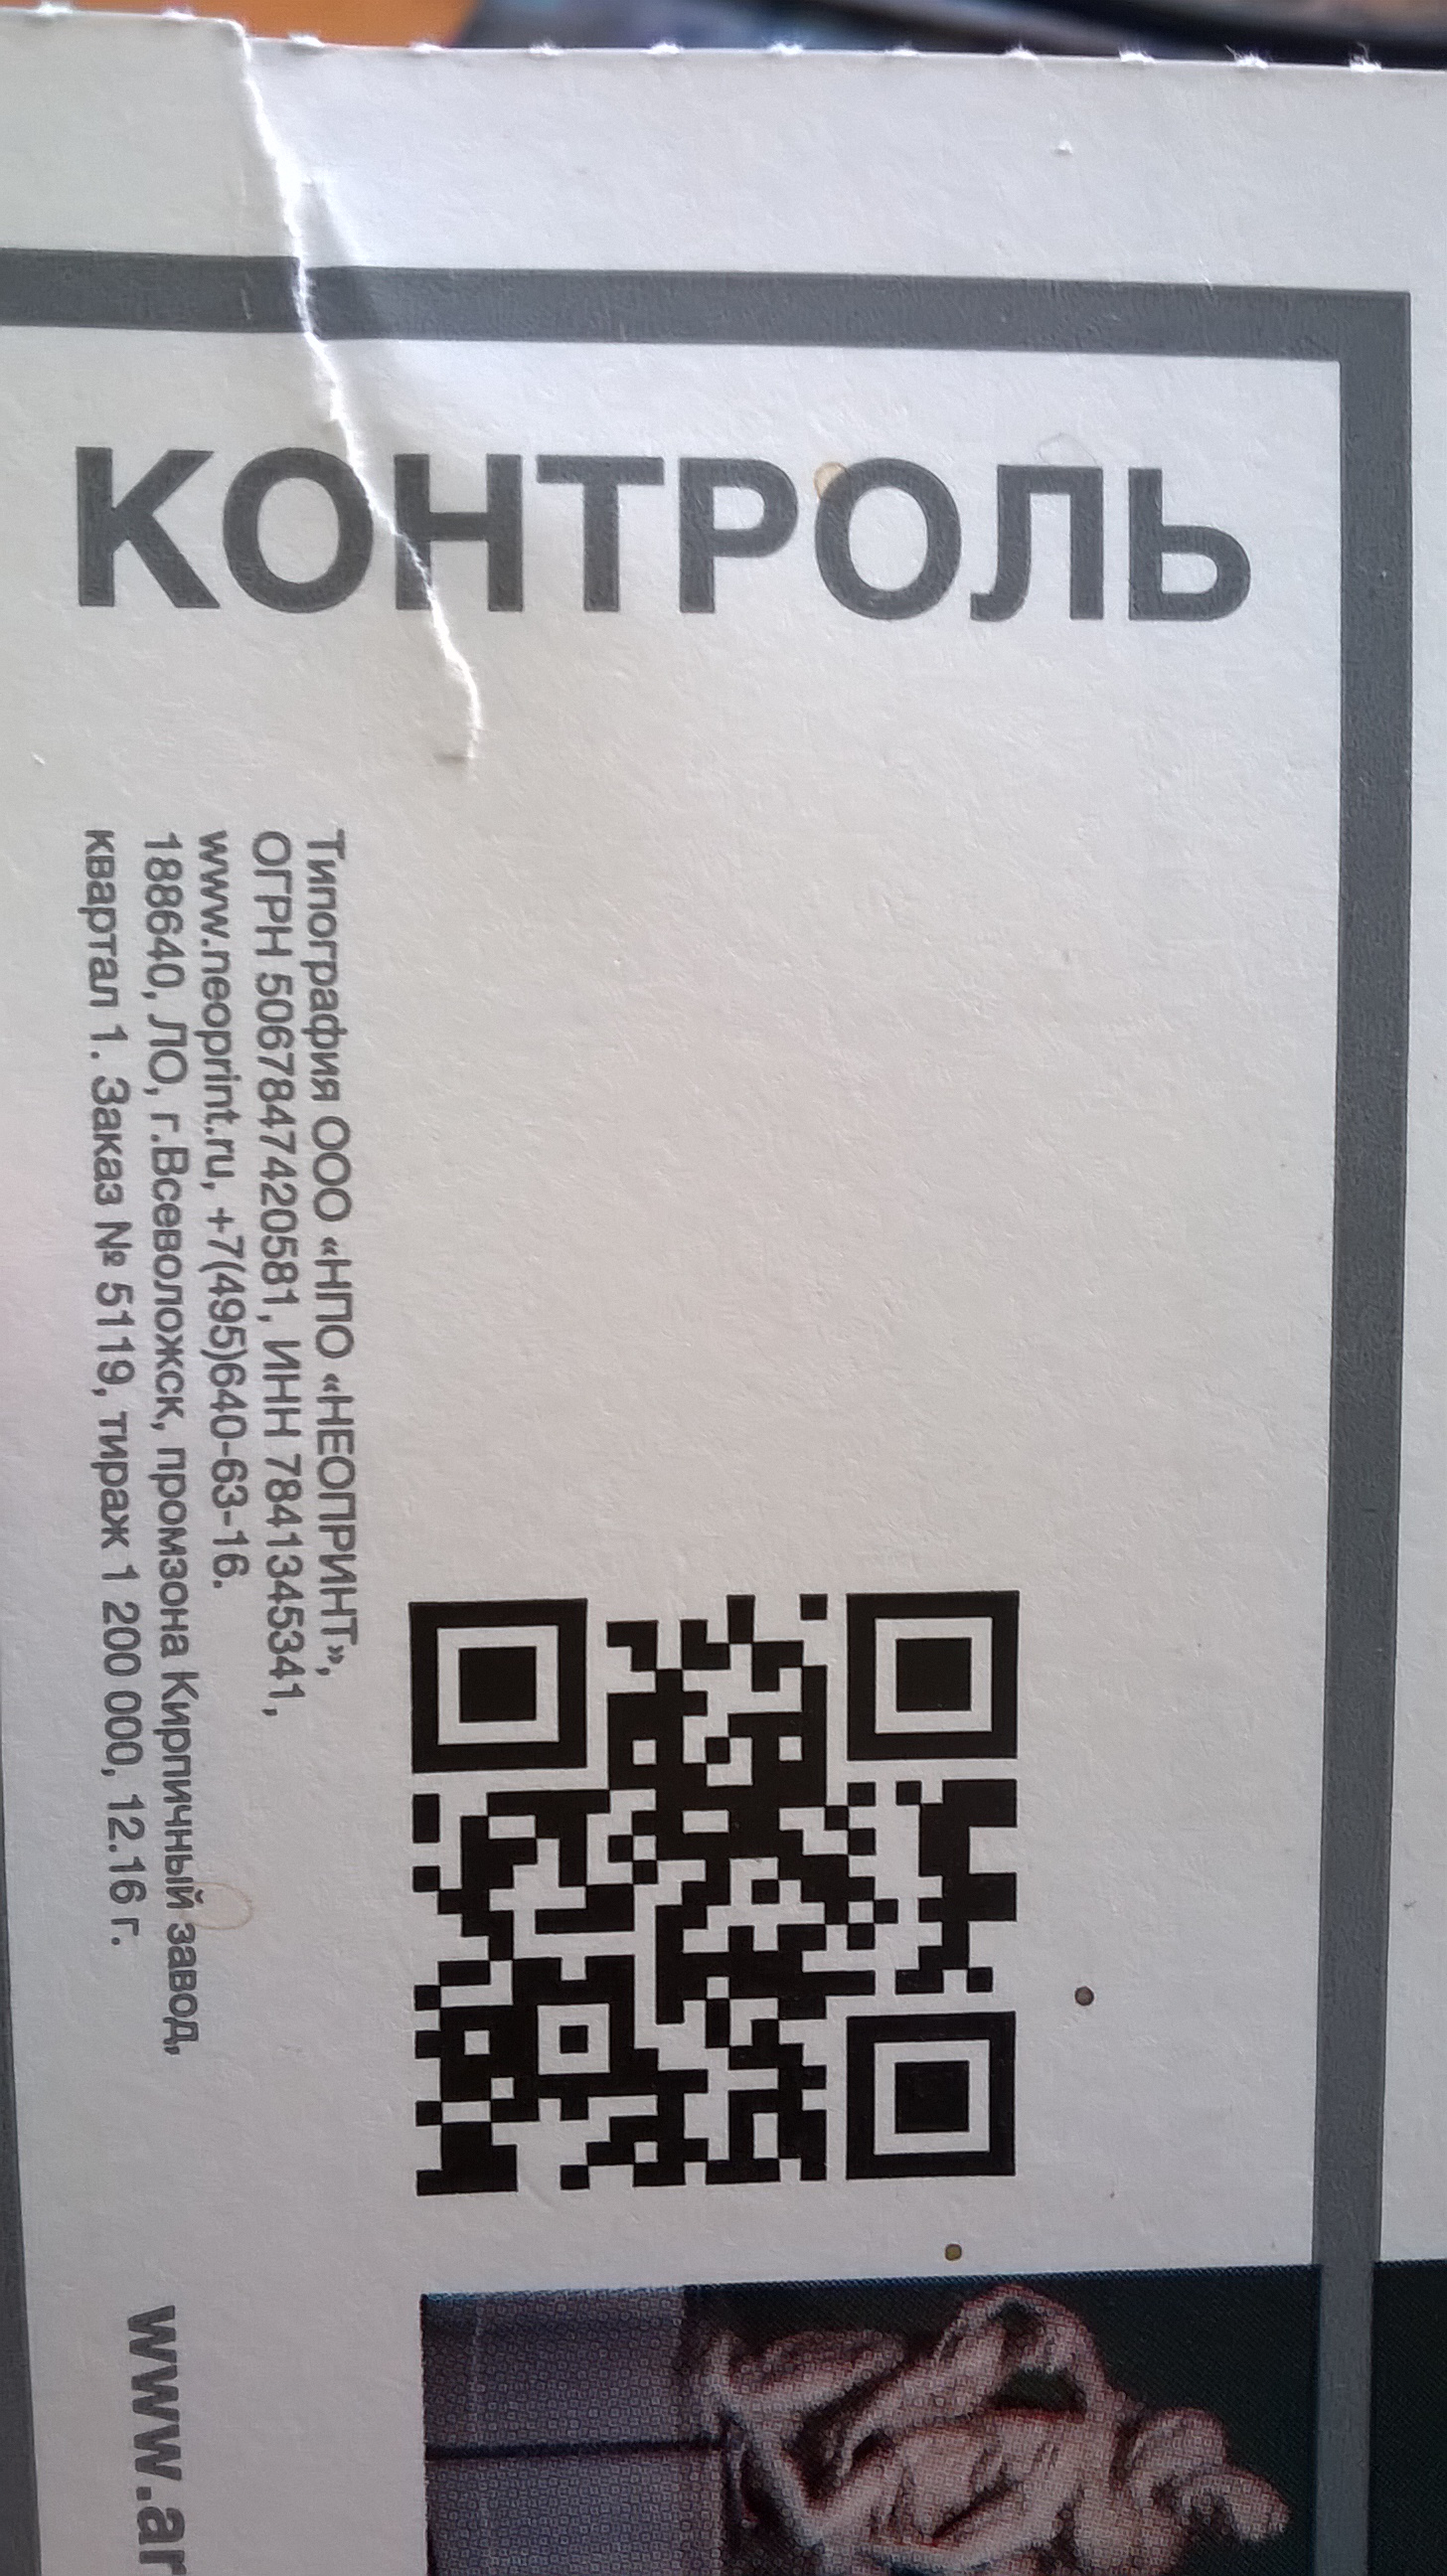 КОНТРОЛЬ
Типография ООО «НПО «НЕОПРИНТ»,
ОГРН 5067847420581, ИНН 7841345341,
www.neoprint.ru, +7(495)640-63-16.
188640, ЛО, г.Всеволожск, промзона Кирпичный завод,
квартал 1. Заказ № 5119, тираж 1 200 000, 12.16 г.
www.ar